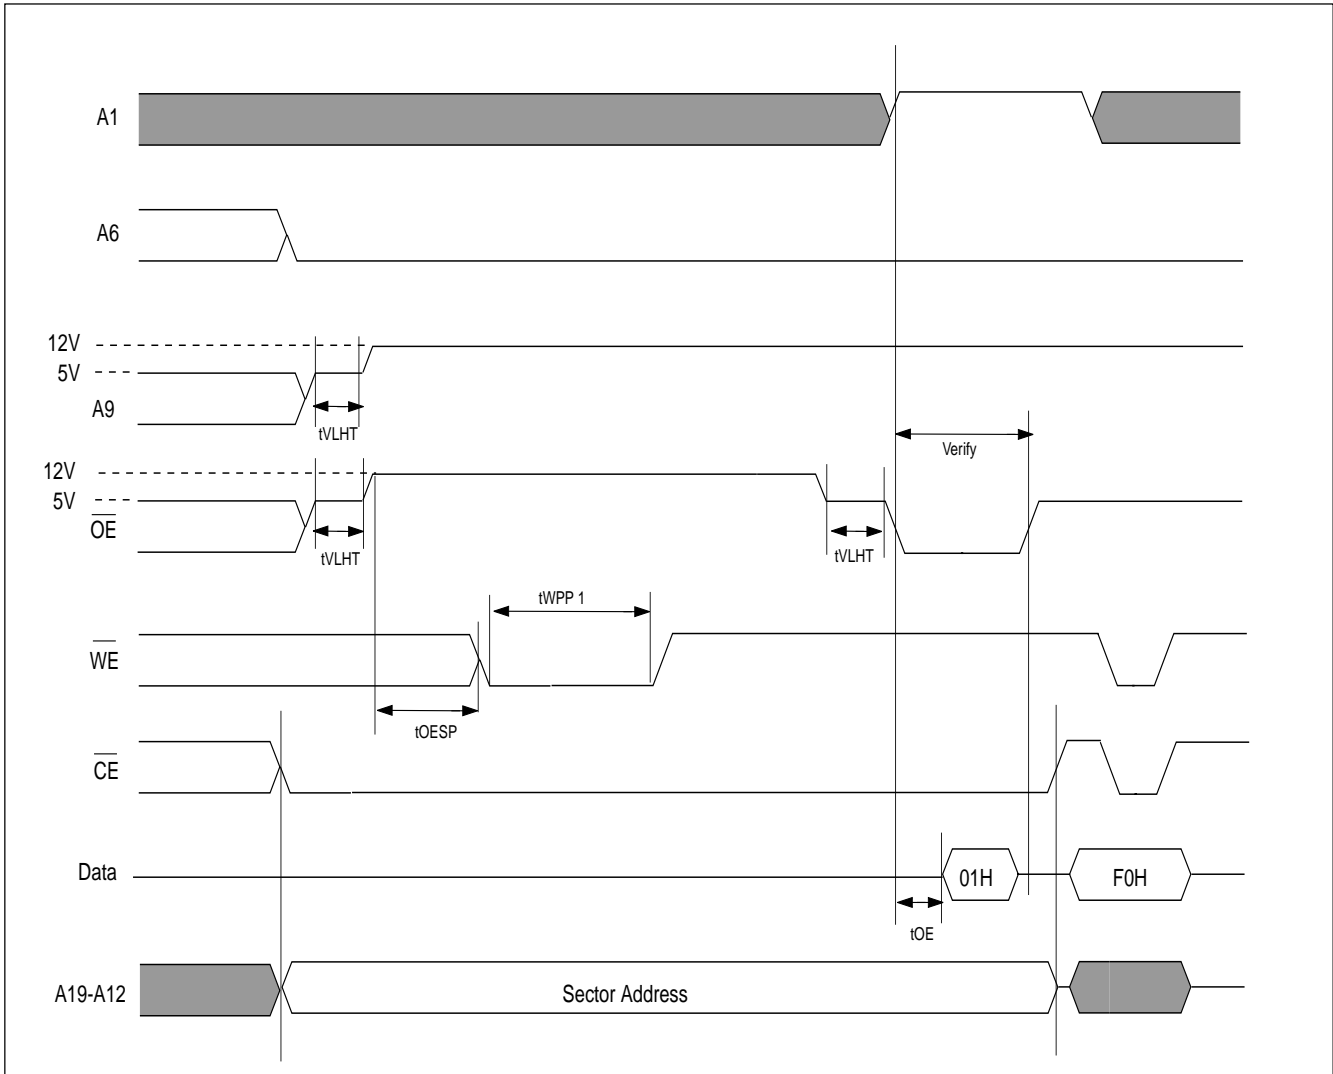 A1
A6
12V
5V
A9
tVLHT
Verify
12V
5V
OE
tVLHT
tVLHT
tWPP 1
WE
tOESP
CE
Data
01H
F0H
tOE
A19-A12
Sector Address